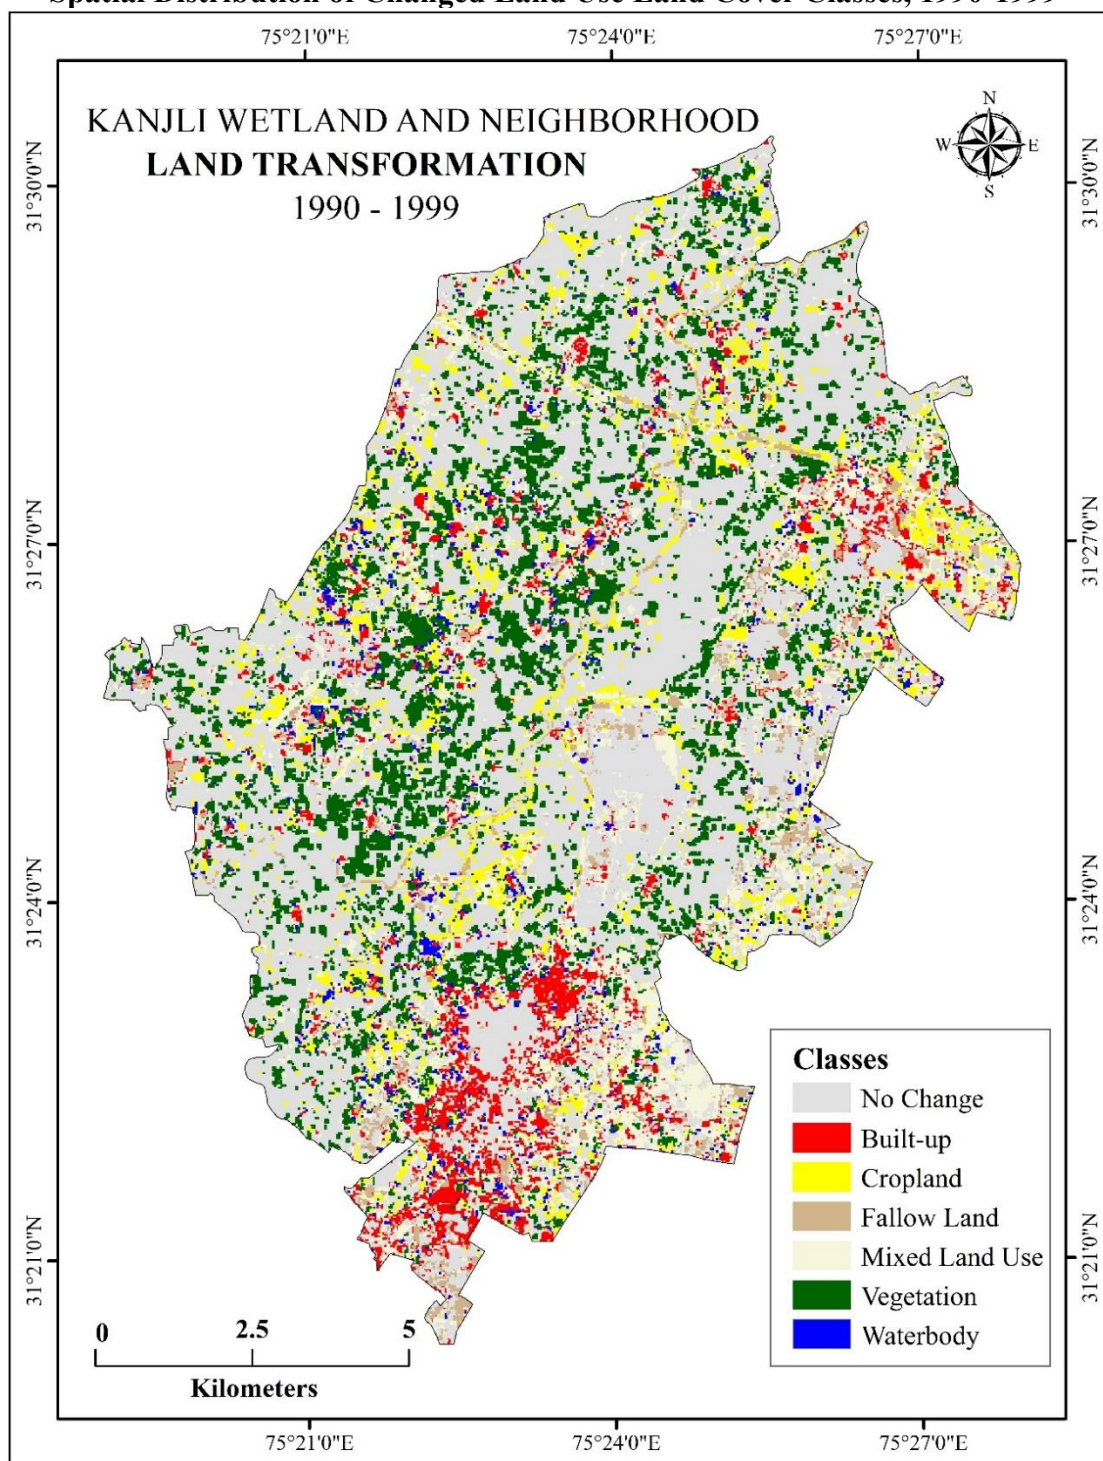 Spatial Distribution of Changed Land Use Land Cover Classes, 1990-1999
75°21'0"E 75°24'0"E 75°27'0"E
KANJLI WETLAND AND NEIGHBORHOOD
LAND TRANSFORMATION
1990 - 1999
N
W E
S
31°30'0"N 31°30'0"N
31°27'0"N 31°27'0"N
31°24'0"N 31°24'0"N
31°21'0"N 31°21'0"N
Classes
No Change
Built-up
Cropland
Fallow Land
Mixed Land Use
Vegetation
Waterbody
0 2.5 5
Kilometers
75°21'0"E 75°24'0"E 75°27'0"E